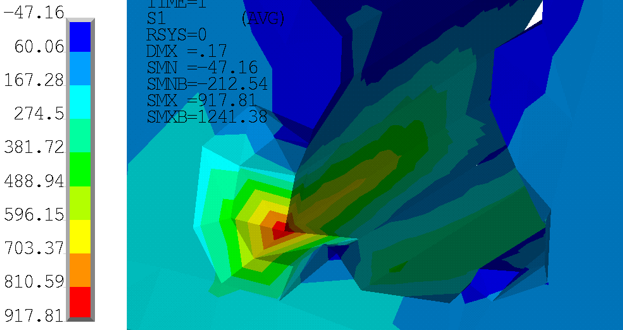 -47.16
60.06
167.28
274.5
381.72
488.94
596.15
703.37
810.59
917.81
TIME=1
S1 (AVG)
RSYS=0
DMX =.17
SMN =-47.16
SMNB=-212.54
SMX =917.81
SMXB=1241.38